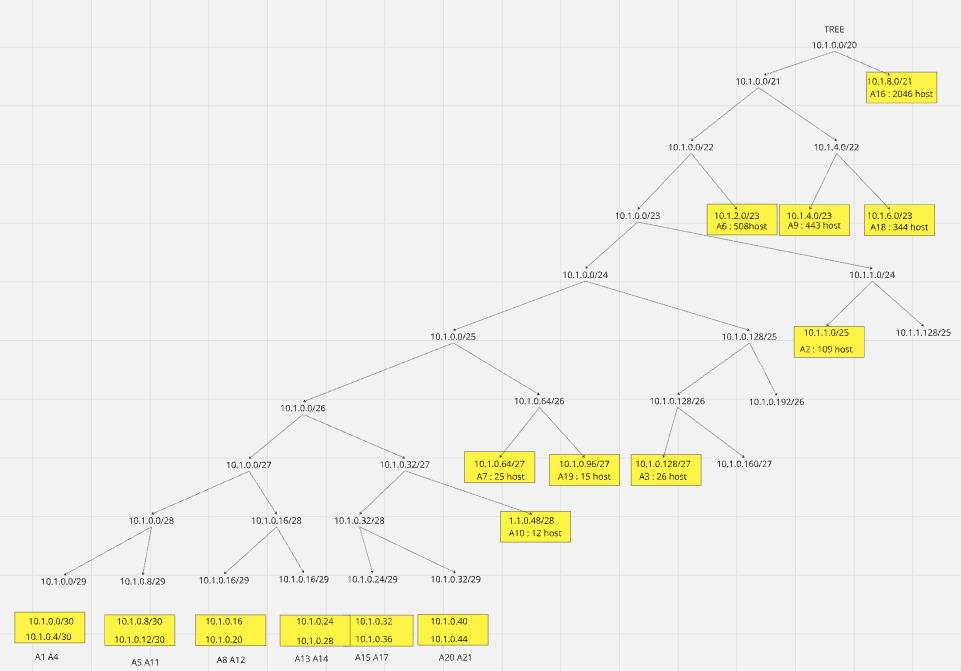 TREE
10.1.0.0/20
10.1.0.0/21
10.1.8.0/21
A16 : 2046 host
10.1.0.0/22
10.1.4.0/22
10.1.0.0/23
10.1.2.0/23
A6 : 508host
10.1.4.0/23
A9 : 443 host
10.1.6.0/23
A18 : 344 host
10.1.0.0/24
10.1.1.0/24
10.1.0.0/25
10.1.0.128/25
10.1.1.0/25
A2 : 109 host
10.1.1.128/25
10.1.0.0/26
10.1.0.64/26
10.1.0.128/26
10.1.0.192/26
10.1.0.0/27
10.1.0.32/27
10.1.0.64/27
A7 : 25 host
10.1.0.96/27
A19 : 15 host
10.1.0.128/27
A3 : 26 host
10.1.0.160/27
10.1.0.0/28
10.1.0.16/28
10.1.0.32/28
1.1.0.48/28
A10 : 12 host
10.1.0.0/29
10.1.0.8/29
10.1.0.16/29
10.1.0.16/29
10.1.0.24/29
10.1.0.32/29
10.1.0.0/30
10.1.0.4/30
A1 A4
10.1.0.8/30
10.1.0.12/30
A5 A11
10.1.0.16
10.1.0.20
A8 A12
10.1.0.24
10.1.0.28
A13 A14
10.1.0.32
10.1.0.36
A15 A17
10.1.0.40
10.1.0.44
A20 A21